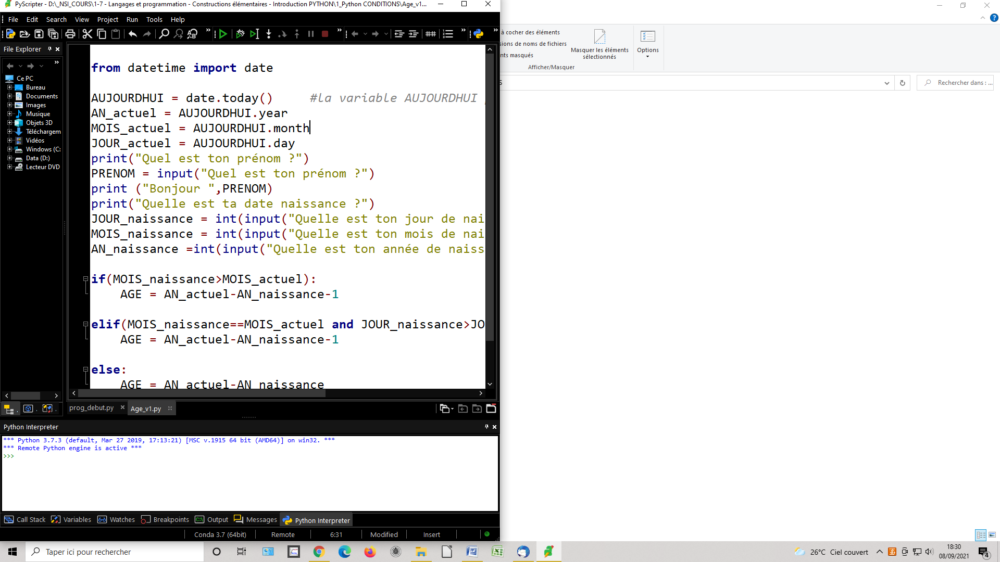 PyScripter - D:\_NSI_COURS\1-7 - Langages et programmation - Constructions élémentaires - Introduction PYTHON\1_Python CONDITIONS\Age_v1...
File Edit Search View Project Run Tools Help
File Explorer
Ce PC
Bureau
Documents
Images
Musique
Objets 3D
Téléchargem
Vidéos
Windows (C:
Data (D:)
Lecteur DVD
from datetime import date
AUJOURDHUI = date.today() #la variable AUJOURDHUI
AN_actuel = AUJOURDHUI.year
MOIS_actuel = AUJOURDHUI.month
JOUR_actuel = AUJOURDHUI.day
print("Quel est ton prénom ?")
PRENOM = input("Quel est ton prénom ?")
print ("Bonjour ",PRENOM)
print("Quelle est ta date naissance ?")
JOUR_naissance = int(input("Quelle est ton jour de nai
MOIS_naissance = int(input("Quelle est ton mois de nai
AN_naissance =int(input("Quelle est ton année de naiss
if(MOIS_naissance>MOIS_actuel):
AGE = AN_actuel-AN_naissance-1
elif(MOIS_naissance==MOIS_actuel and JOUR_naissance>JO
AGE = AN_actuel-AN_naissance-1
else:
AGE = AN_actuel-AN_naissance
prog_debut.py Age_v1.py
Python Interpreter
*** Python 3.7.3 (default, Mar 27 2019, 17:13:21) [MSC v.1915 64 bit (AMD64)] on win32. ***
*** Remote Python engine is active ***
>>>
Call Stack Variables Watches Breakpoints Output Messages Python Interpreter
Conda 3.7 (64bit) Remote 6:31 Modified Insert
à cocher des éléments
sions de noms de fichiers
nts masqués
Masquer les éléments
sélectionnés
Options
Afficher/Masquer
S
Rechercher dans : ...
Taper ici pour rechercher
26°C Ciel couvert
18:30
08/09/2021
4